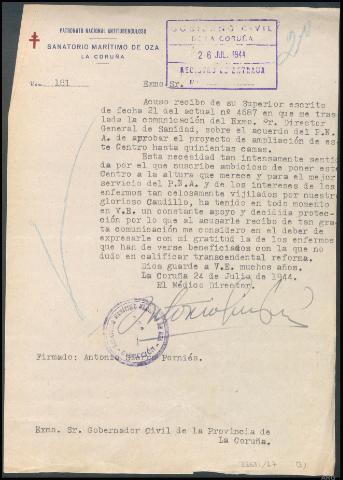 PATRONATO NACIONAL ANTITUBERCULOSO
SANATORIO MARÍTIMO DE OZA
LA CORUÑA
GOBIERNO CIVIL
DE LA CORUÑA
26 JUL. 1944
REGISTRO DE ENTRADA
Núm. 181
Exmo. Sr.
Acuso recibo de su Superior escrito
de fecha 21 del actual nº 4687 en que me tras
lada la comunicación del Exmo. Sr. Director
General de Sanidad, sobre el acuerdo del P.N.
A. de aprobar el proyecto de ampliación de es
te Centro hasta quinientas camas.
Esta necesidad tan intensamente senti
da por el que suscribe ambicioso de poner este
Centro a la altura que merece y para el mejor
servicio del P.N.A. y de los intereses de los
enfermos tan celosamente vijilados por nuestro
glorioso Caudillo, ha tenido en todo momento
en V.E. un constante apoyo y decidida protec-
ción por lo que al acusarle recibo de tan gra
ta comunicación me considero en el deber de
expresarle con mi gratitud la de los enfermos
que han de verse beneficiados con la que no
dudo en calificar transcendental reforma.
Dios guarde a V.E. muchos años.
La Coruña 24 de Julio de 1944.
El Médico Director.
Firmado: Antonio Porniés.
Exmo. Sr. Gobernador Civil de la Provincia de
La Coruña.